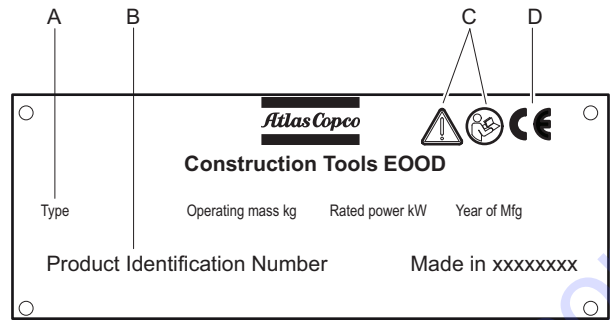 A B C D
Atlas Copco
CE
Construction Tools EOOD
Type Operating mass kg Rated power kW Year of Mfg
Product Identification Number Made in xxxxxxxx